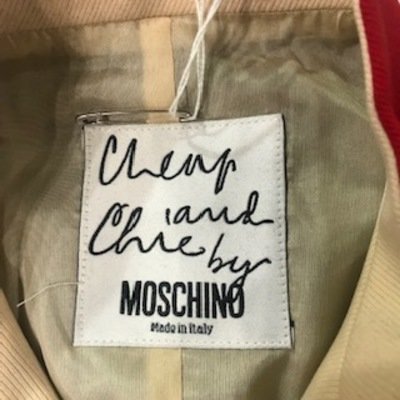 Cheap
and
Chic by
MOSCHINO
Made in Italy